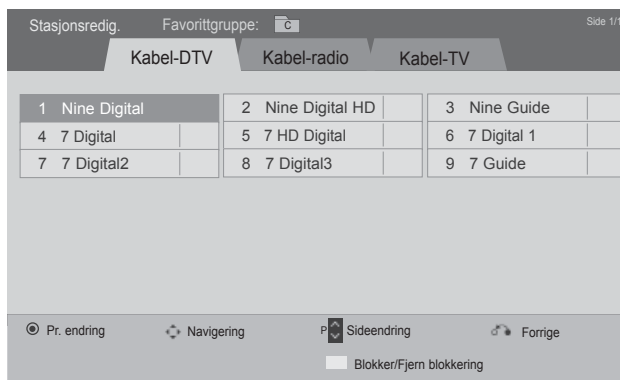 Stasjonsredig. Favorittgruppe: C Side 1/1
Kabel-DTV Kabel-radio Kabel-TV
1 Nine Digital 2 Nine Digital HD 3 Nine Guide
4 7 Digital 5 7 HD Digital 6 7 Digital 1
7 7 Digital2 8 7 Digital3 9 7 Guide
Pr. endring Navigering P Sideendring Forrige
Blokker/Fjern blokkering